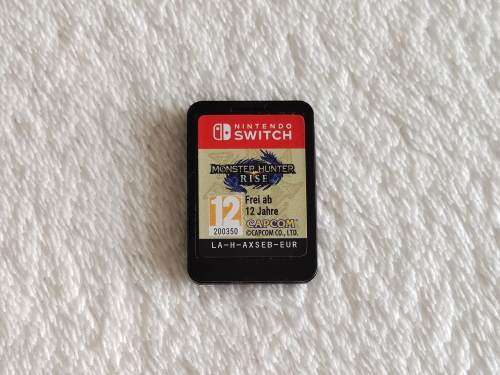 NINTENDO
SWITCH
MONSTER HUNTER
RISE
Frei ab
12 Jahre
12
200350
CAPCOM
©CAPCOM CO., LTD.
LA-H-AXSEB-EUR